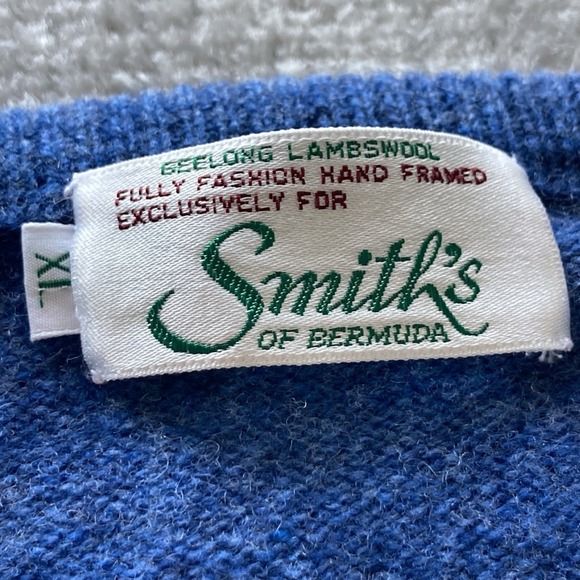 GEELONG LAMBSWOOL
FULLY FASHION HAND FRAMED
EXCLUSIVELY FOR
Smith's
OF BERMUDA
XL